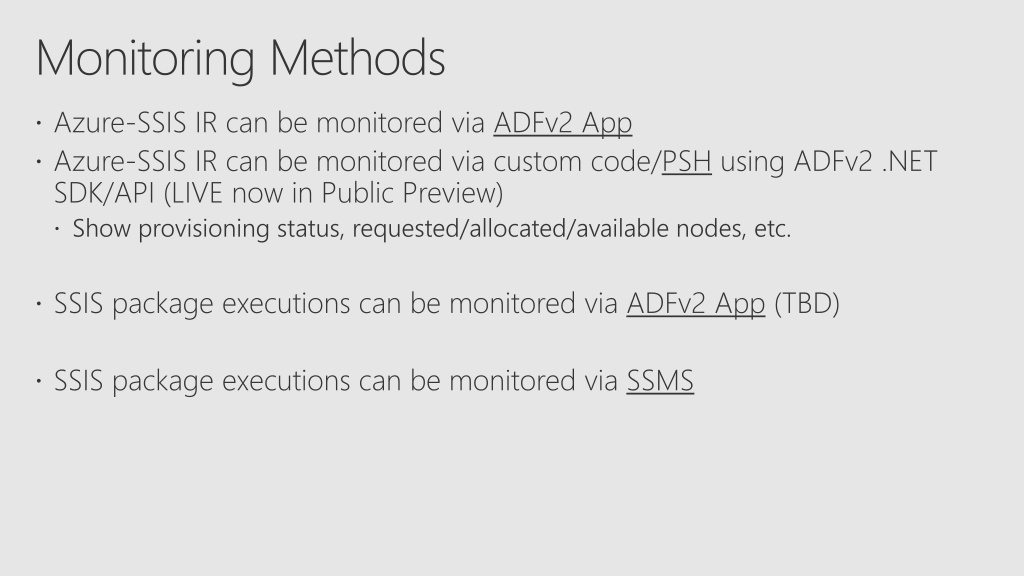 Monitoring Methods
· Azure-SSIS IR can be monitored via ADFv2 App
· Azure-SSIS IR can be monitored via custom code/PSH using ADFv2 .NET
SDK/API (LIVE now in Public Preview)
· Show provisioning status, requested/allocated/available nodes, etc.
· SSIS package executions can be monitored via ADFv2 App (TBD)
· SSIS package executions can be monitored via SSMS